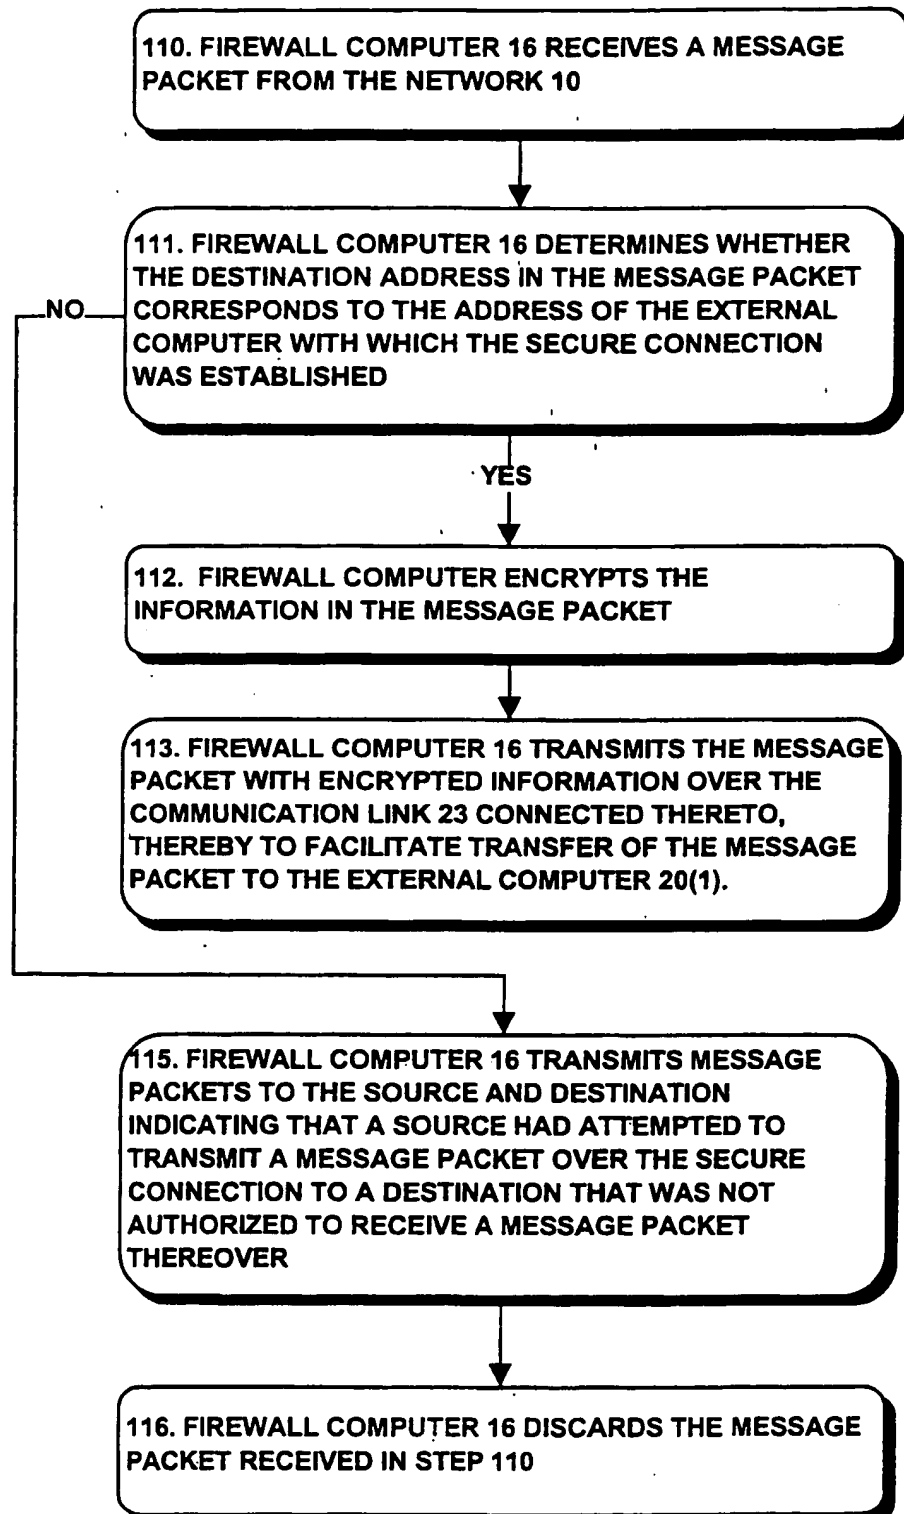 110. FIREWALL COMPUTER 16 RECEIVES A MESSAGE
PACKET FROM THE NETWORK 10
111. FIREWALL COMPUTER 16 DETERMINES WHETHER
THE DESTINATION ADDRESS IN THE MESSAGE PACKET
CORRESPONDS TO THE ADDRESS OF THE EXTERNAL
COMPUTER WITH WHICH THE SECURE CONNECTION
WAS ESTABLISHED
NO
YES
112. FIREWALL COMPUTER ENCRYPTS THE
INFORMATION IN THE MESSAGE PACKET
113. FIREWALL COMPUTER 16 TRANSMITS THE MESSAGE
PACKET WITH ENCRYPTED INFORMATION OVER THE
COMMUNICATION LINK 23 CONNECTED THERETO,
THEREBY TO FACILITATE TRANSFER OF THE MESSAGE
PACKET TO THE EXTERNAL COMPUTER 20(1).
115. FIREWALL COMPUTER 16 TRANSMITS MESSAGE
PACKETS TO THE SOURCE AND DESTINATION
INDICATING THAT A SOURCE HAD ATTEMPTED TO
TRANSMIT A MESSAGE PACKET OVER THE SECURE
CONNECTION TO A DESTINATION THAT WAS NOT
AUTHORIZED TO RECEIVE A MESSAGE PACKET
THEREOVER
116. FIREWALL COMPUTER 16 DISCARDS THE MESSAGE
PACKET RECEIVED IN STEP 110